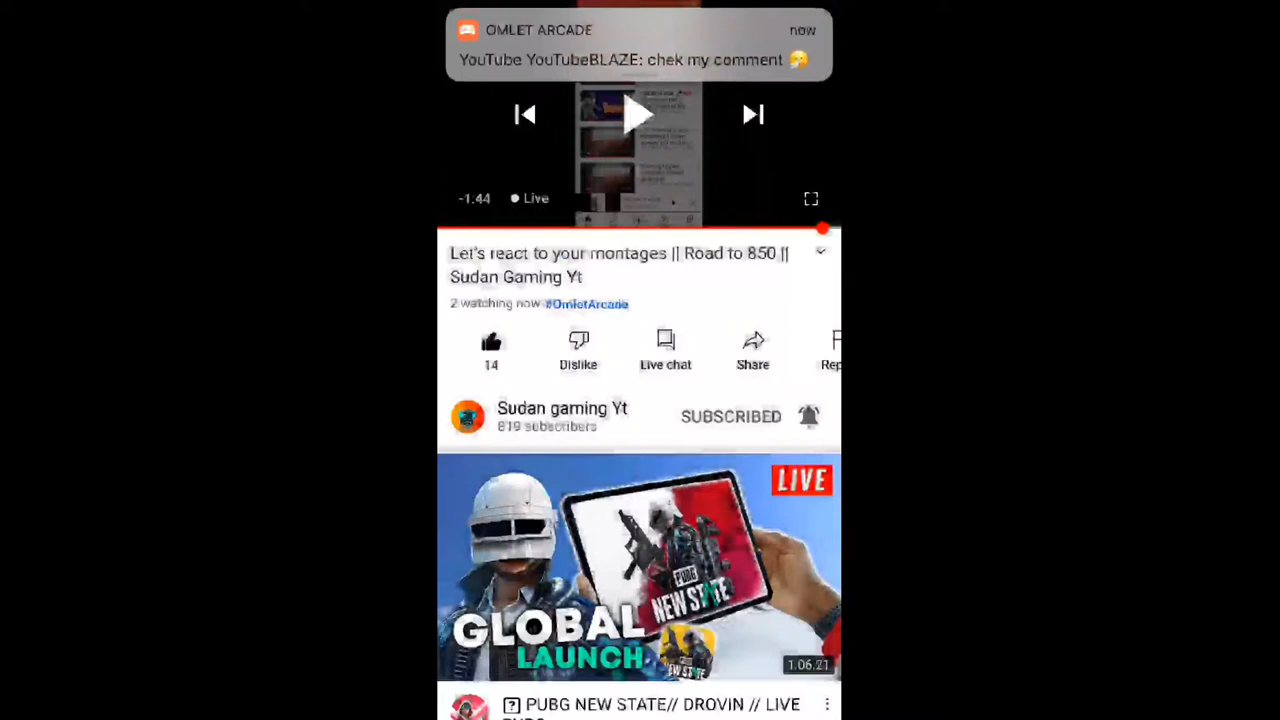 OMLET ARCADE
now
YouTube YouTubeBLAZE: chek my comment 🤧
-1:44
Live
Let's react to your montages || Road to 850 ||
Sudan Gaming Yt
2 watching now #OmletArcade
14
Dislike
Live chat
Share
Rep
Sudan gaming Yt
819 subscribers
SUBSCRIBED
LIVE
PUBG
NEW STATE
GLOBAL
LAUNCH
1.06.21
? PUBG NEW STATE// DROVIN // LIVE